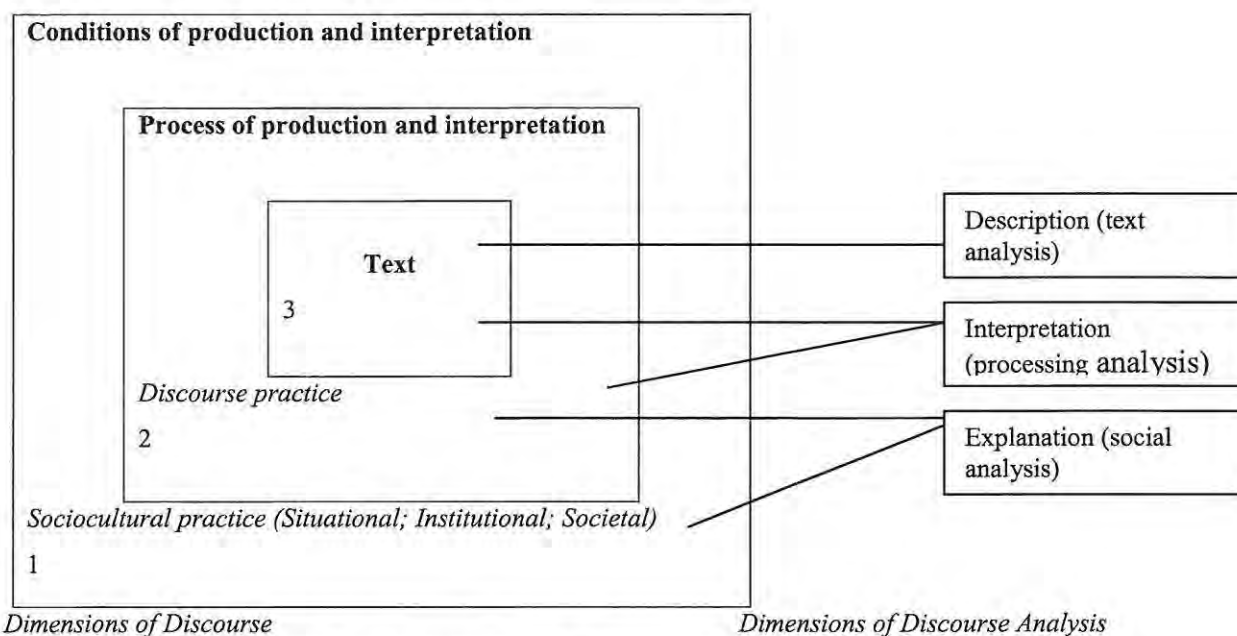 Conditions of production and interpretation
Process of production and interpretation
Text
3
Discourse practice
2
Sociocultural practice (Situational; Institutional; Societal)
1
Dimensions of Discourse
Description (text
analysis)
Interpretation
(processing analysis)
Explanation (social
analysis)
Dimensions of Discourse Analysis